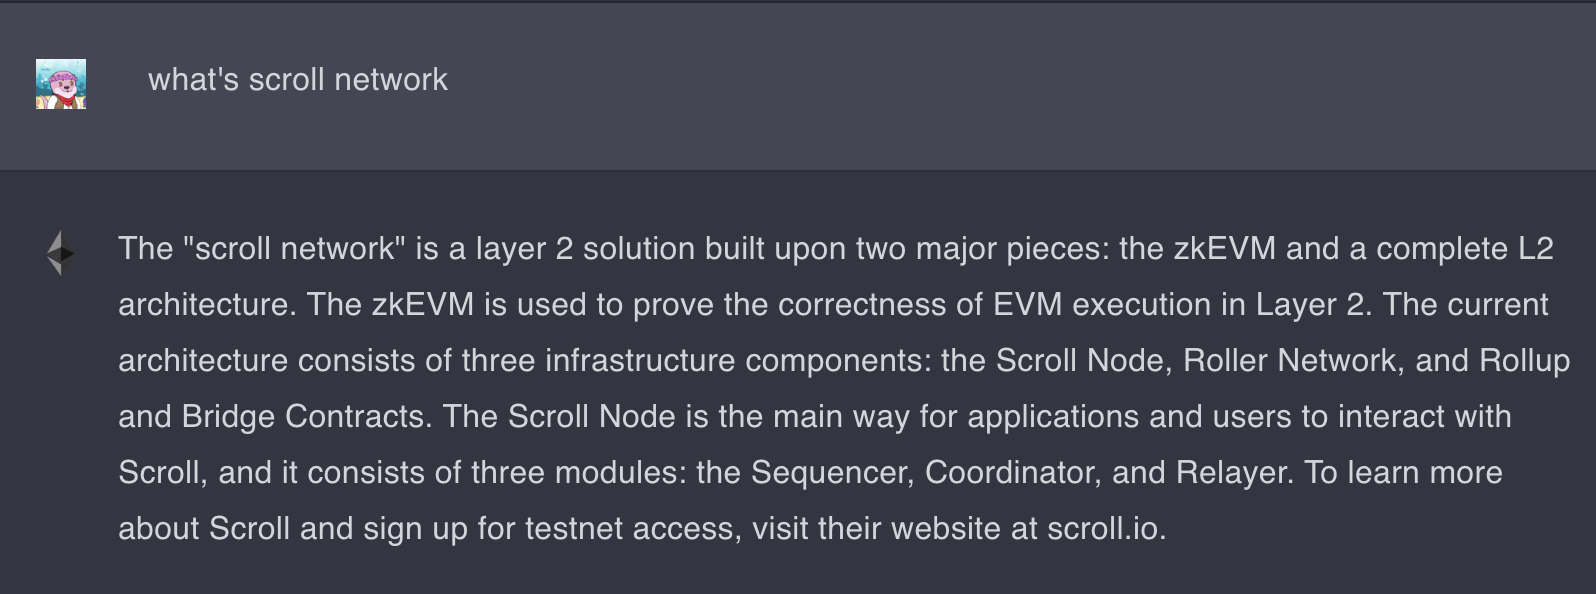 what's scroll network
The "scroll network" is a layer 2 solution built upon two major pieces: the zkEVM and a complete L2
architecture. The zkEVM is used to prove the correctness of EVM execution in Layer 2. The current
architecture consists of three infrastructure components: the Scroll Node, Roller Network, and Rollup
and Bridge Contracts. The Scroll Node is the main way for applications and users to interact with
Scroll, and it consists of three modules: the Sequencer, Coordinator, and Relayer. To learn more
about Scroll and sign up for testnet access, visit their website at scroll.io.